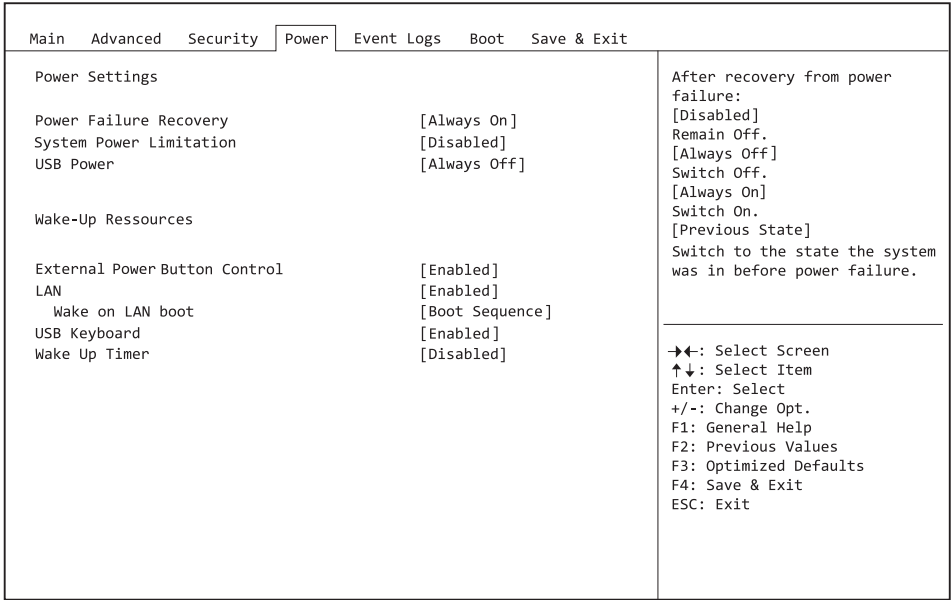 Main Advanced Security Power Event Logs Boot Save & Exit
Power Settings
Power Failure Recovery [Always On]
System Power Limitation [Disabled]
USB Power [Always Off]
Wake-Up Ressources
External Power Button Control [Enabled]
LAN [Enabled]
Wake on LAN boot [Boot Sequence]
USB Keyboard [Enabled]
Wake Up Timer [Disabled]
After recovery from power
failure:
[Disabled]
Remain Off.
[Always Off]
Switch Off.
[Always On]
Switch On.
[Previous State]
Switch to the state the system
was in before power failure.
→←: Select Screen
↑↓: Select Item
Enter: Select
+/-: Change Opt.
F1: General Help
F2: Previous Values
F3: Optimized Defaults
F4: Save & Exit
ESC: Exit